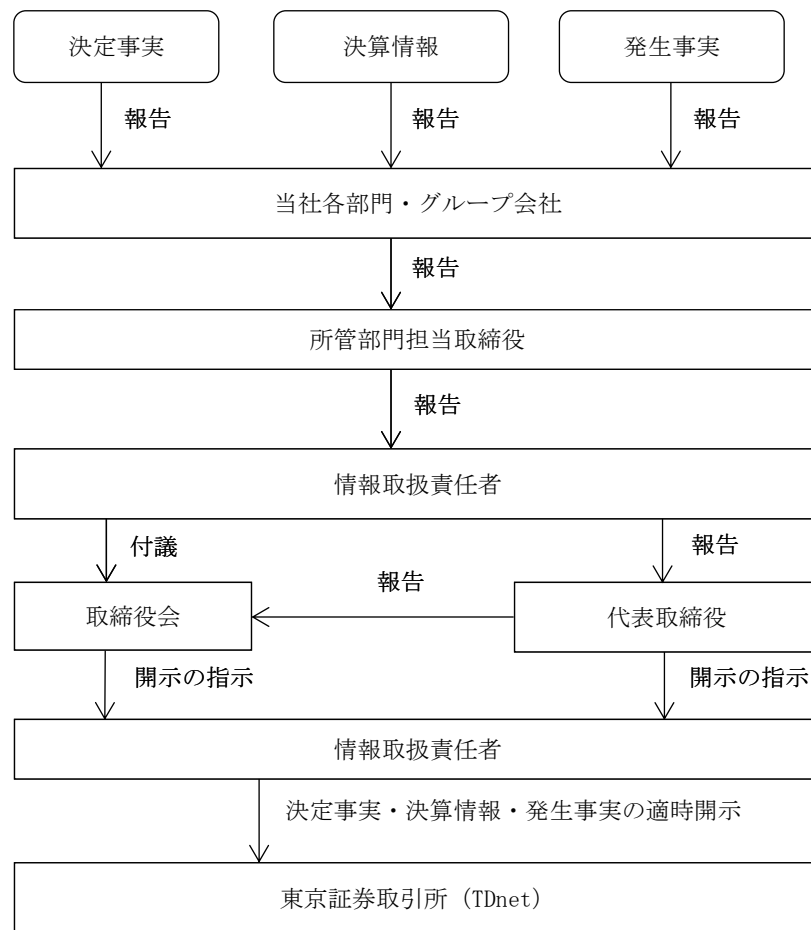 決定事実
決算情報
発生事実
報告
報告
報告
当社各部門・グループ会社
報告
所管部門担当取締役
報告
情報取扱責任者
付議
報告
報告
取締役会
代表取締役
開示の指示
開示の指示
情報取扱責任者
決定事実・決算情報・発生事実の適時開示
東京証券取引所（TDnet）